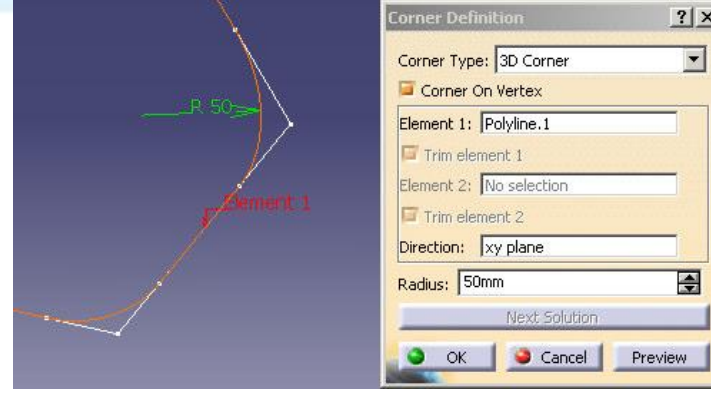 R 50
Element 1
Corner Definition
? X
Corner Type: 3D Corner
Corner On Vertex
Element 1: Polyline.1
Trim element 1
Element 2: No selection
Trim element 2
Direction: xy plane
Radius: 50mm
Next Solution
OK Cancel Preview